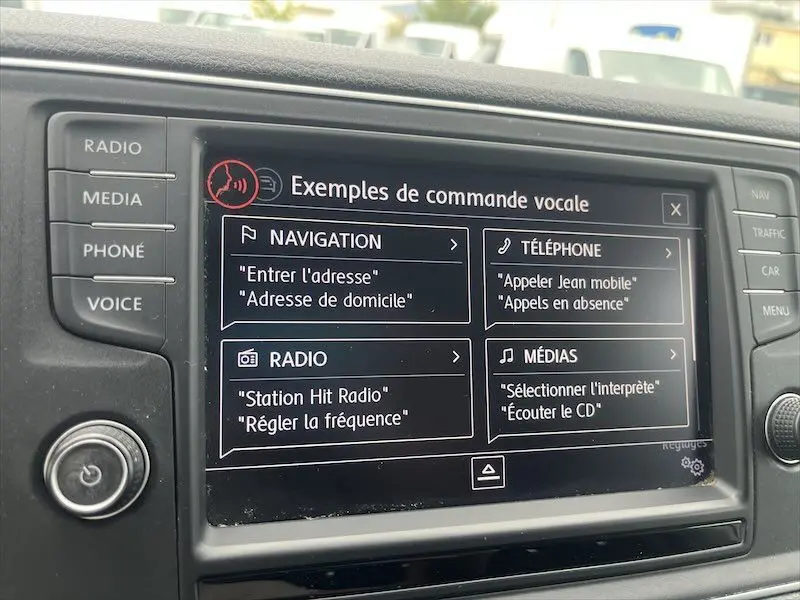 RADIO
MEDIA
PHONE
VOICE
Exemples de commande vocale
X
NAVIGATION
"Entrer l'adresse"
"Adresse de domicile"
TÉLÉPHONE
"Appeler Jean mobile"
"Appels en absence"
RADIO
"Station Hit Radio"
"Régler la fréquence"
MÉDIAS
"Sélectionner l'interprète"
"Écouter le CD"
Réglages
NAV
TRAFFIC
CAR
MENU